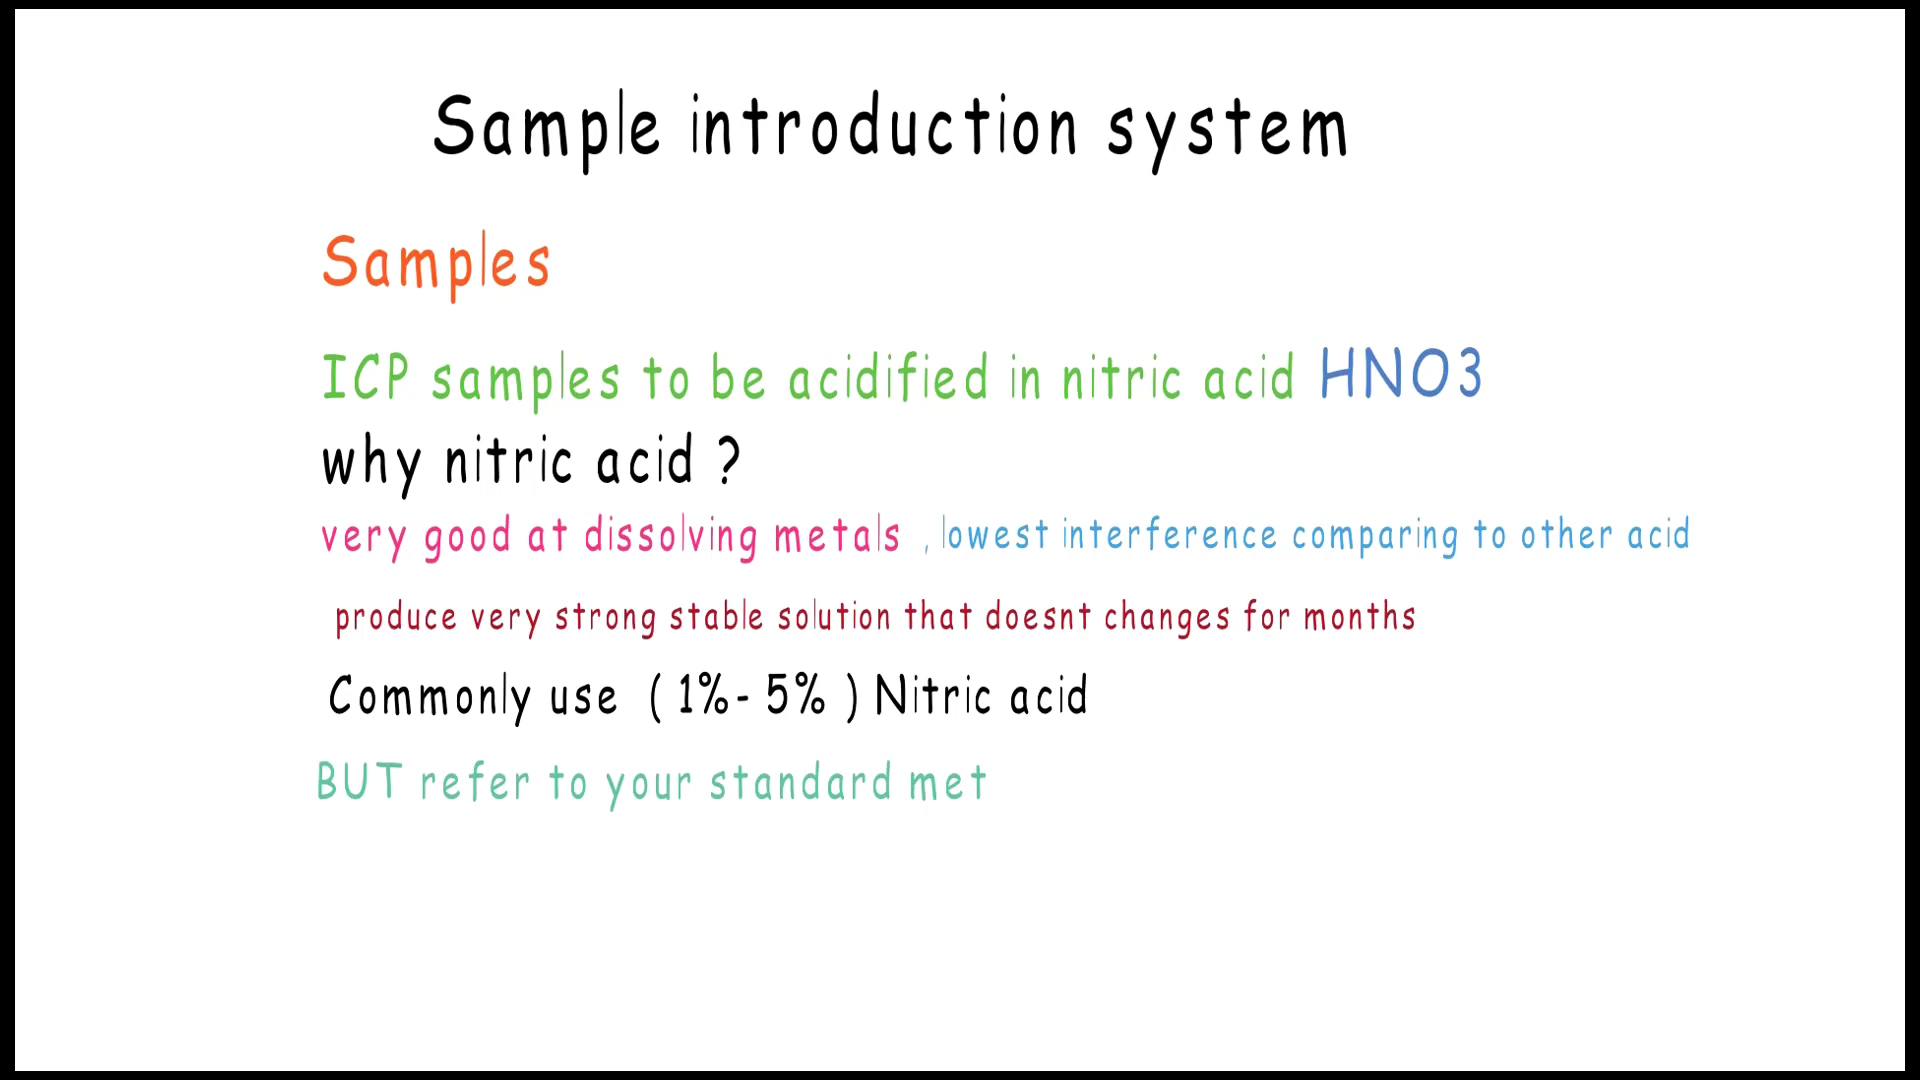 Sample introduction system
Samples
ICP samples to be acidified in nitric acid HNO3
why nitric acid ?
very good at dissolving metals , lowest interference comparing to other acid
produce very strong stable solution that doesnt changes for months
Commonly use ( 1%- 5% ) Nitric acid
BUT refer to your standard met